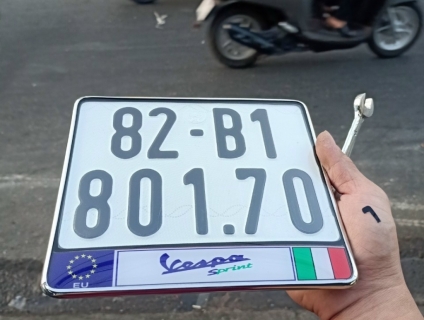 82-B1
801.70
EU
Vespa
Sprint